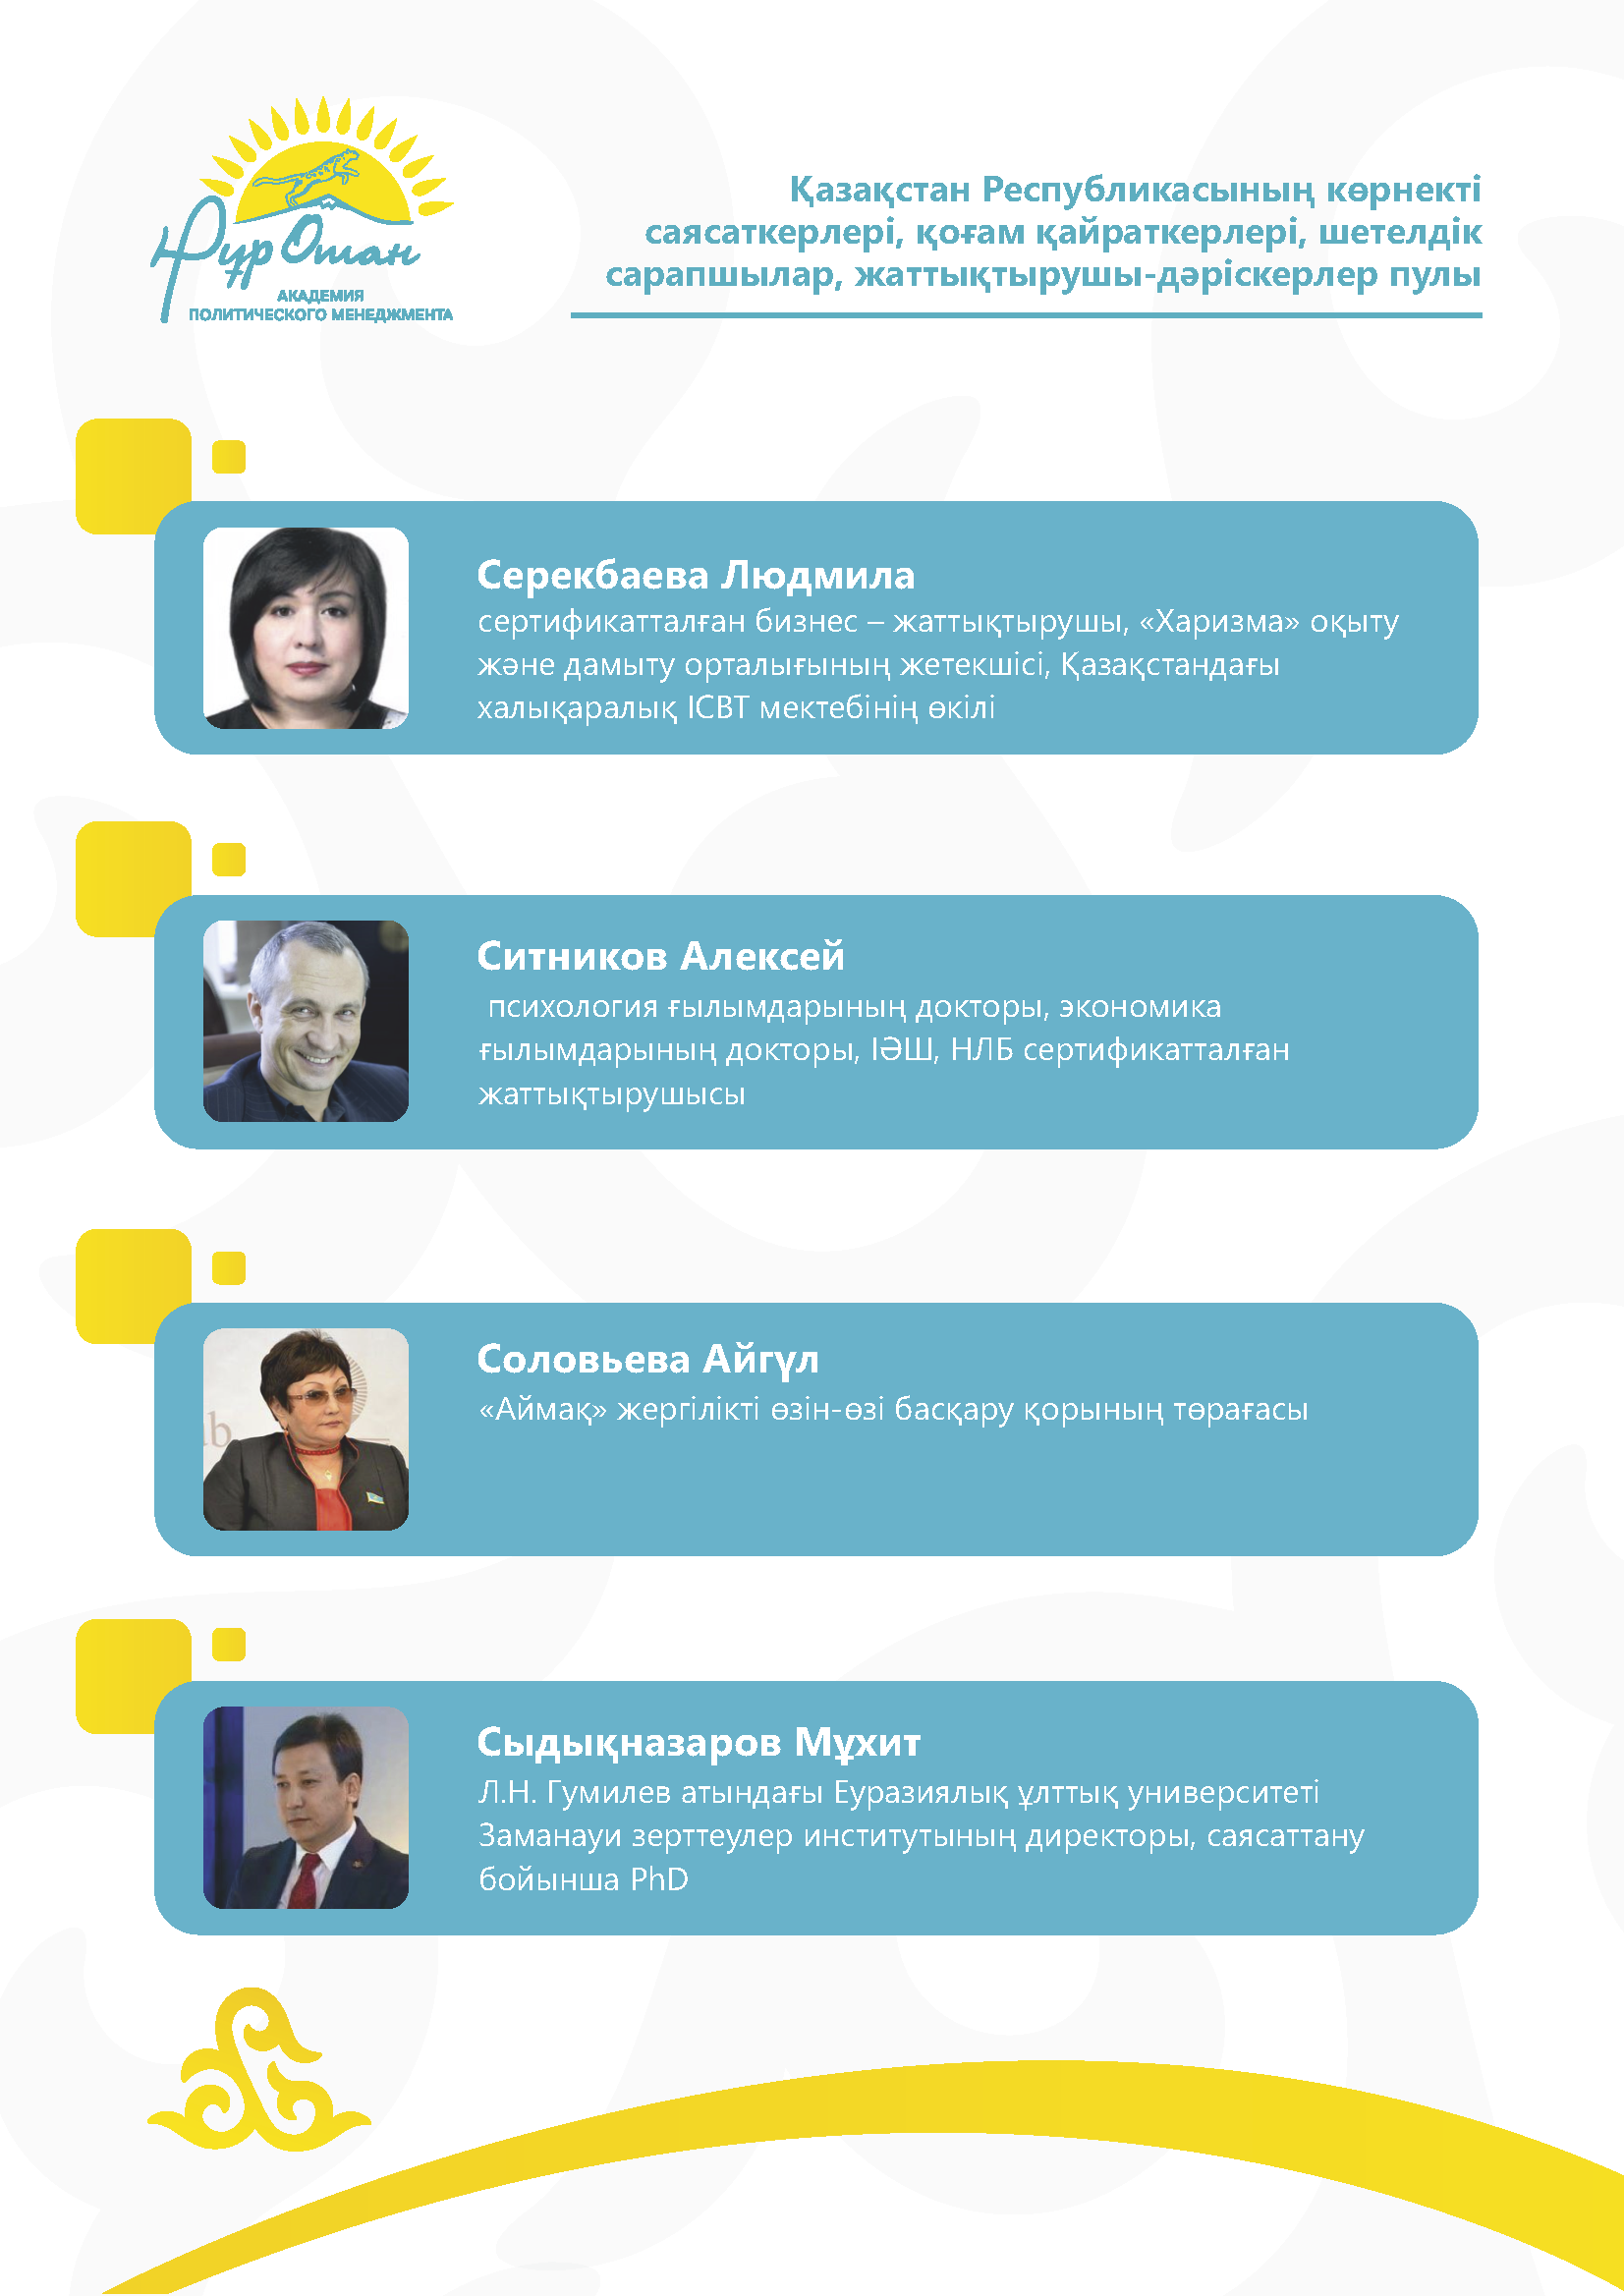 Нұр Отан
АКАДЕМИЯ
ПОЛИТИЧЕСКОГО МЕНЕДЖМЕНТА
Қазақстан Республикасының көрнекті
саясаткерлері, қоғам қайраткерлері, шетелдік
сарапшылар, жаттықтырушы-дәріскерлер пулы
Серекбаева Людмила
сертификатталған бизнес – жаттықтырушы, «Харизма» оқыту
және дамыту орталығының жетекшісі, Қазақстандағы
халықаралық ICBT мектебінің өкілі
Ситников Алексей
психология ғылымдарының докторы, экономика
ғылымдарының докторы, ІӘШ, НЛБ сертификатталған
жаттықтырушысы
Соловьева Айгүл
«Аймақ» жергілікті өзін-өзі басқару қорының төрағасы
Сыдықназаров Мұхит
Л.Н. Гумилев атындағы Еуразиялық ұлттық университеті
Заманауи зерттеулер институтының директоры, саясаттану
бойынша PhD